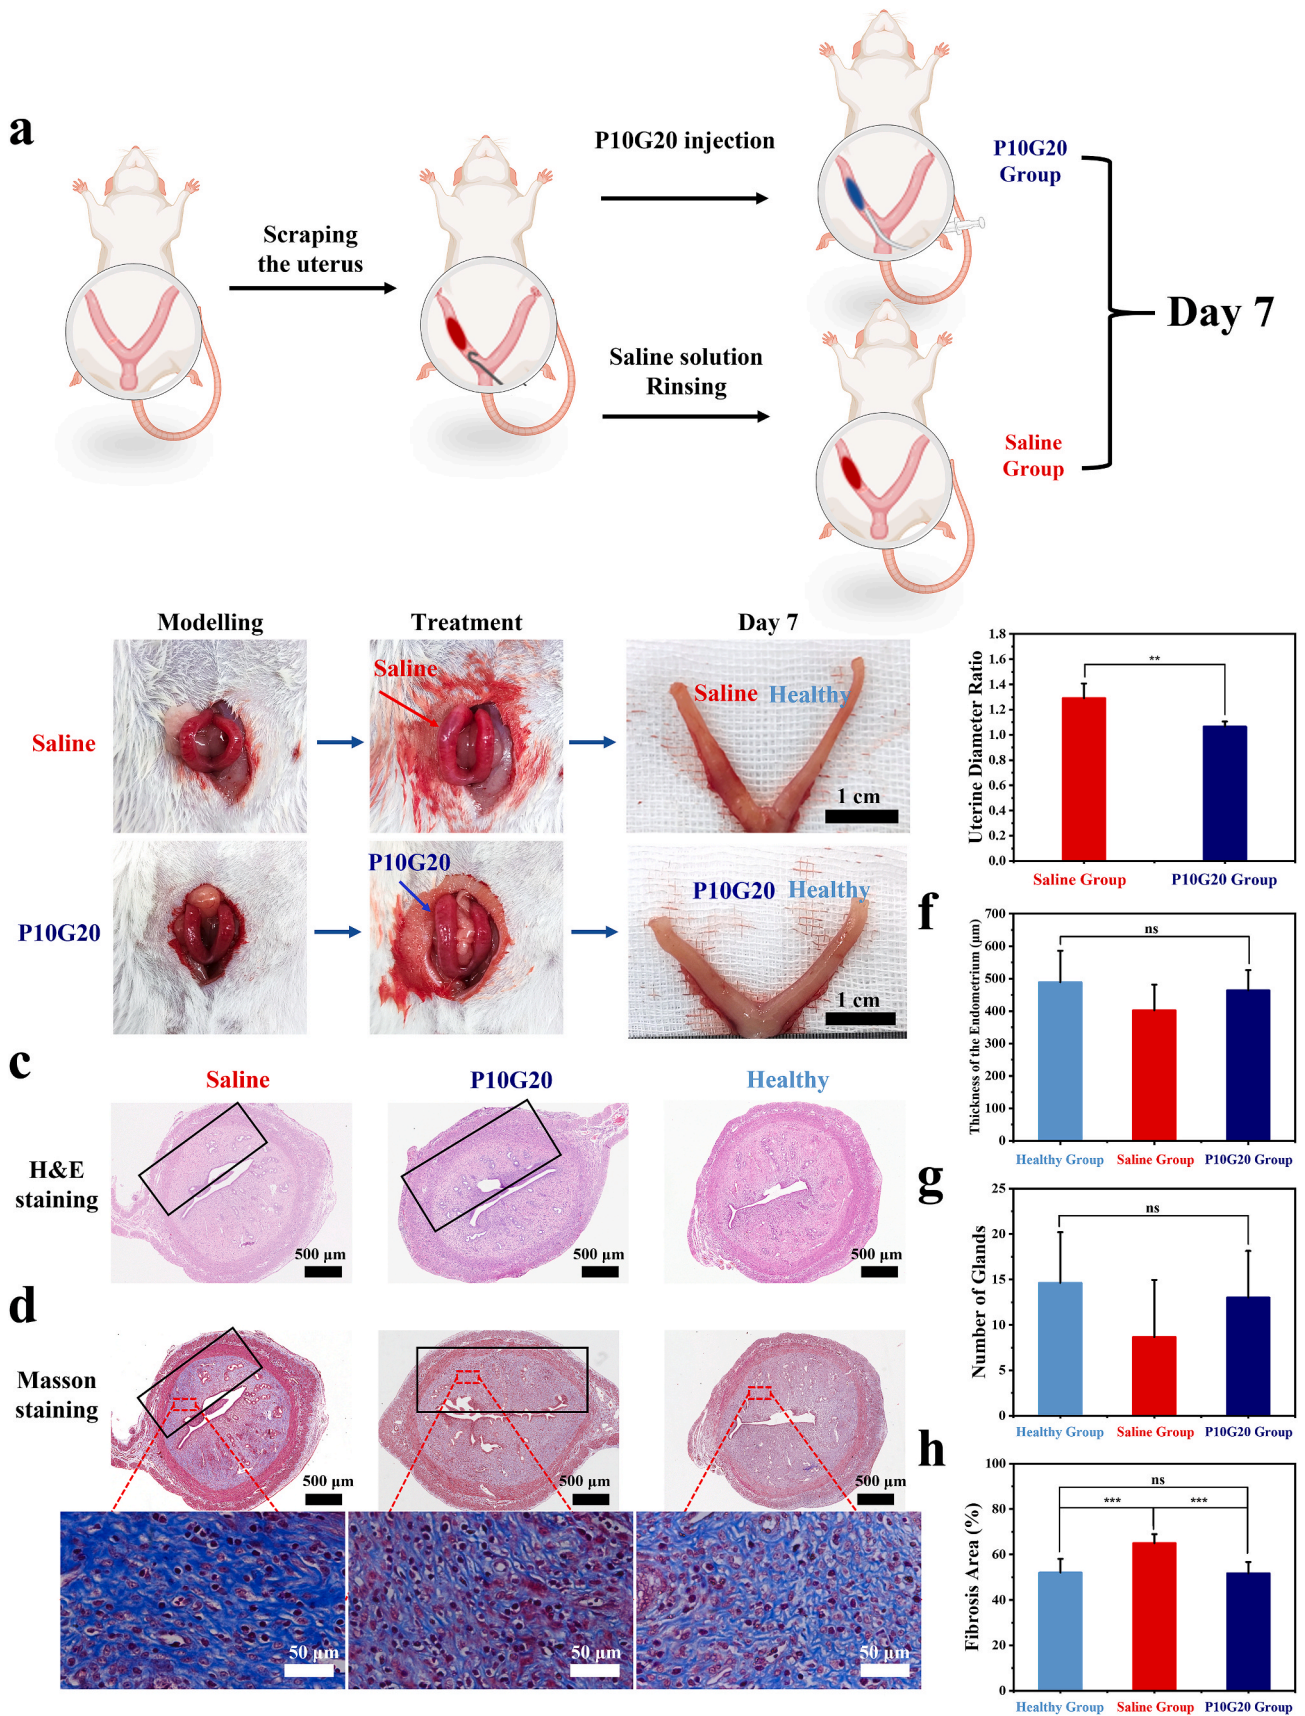 a
P10G20 injection
P10G20
Group
Scraping
the uterus
Day 7
Saline solution
Rinsing
Saline
Group
Modelling
Treatment
Day 7
Saline
Saline
Saline Healthy
1 cm
P10G20
P10G20
P10G20 Healthy
1 cm
Uterine Diameter Ratio
1.8
1.6
1.4
1.2
1.0
0.8
0.6
0.4
0.2
0.0
**
Saline Group
P10G20 Group
f
Thickness of the Endometrium (μm)
700
600
500
400
300
200
100
0
ns
Healthy Group
Saline Group
P10G20 Group
c
Saline
P10G20
Healthy
H&E
staining
500 μm
500 μm
500 μm
g
Number of Glands
25
20
15
10
5
0
ns
Healthy Group
Saline Group
P10G20 Group
d
Masson
staining
500 μm
500 μm
500 μm
50 μm
50 μm
50 μm
h
Fibrosis Area (%)
100
80
60
40
20
0
ns
***
***
Healthy Group
Saline Group
P10G20 Group